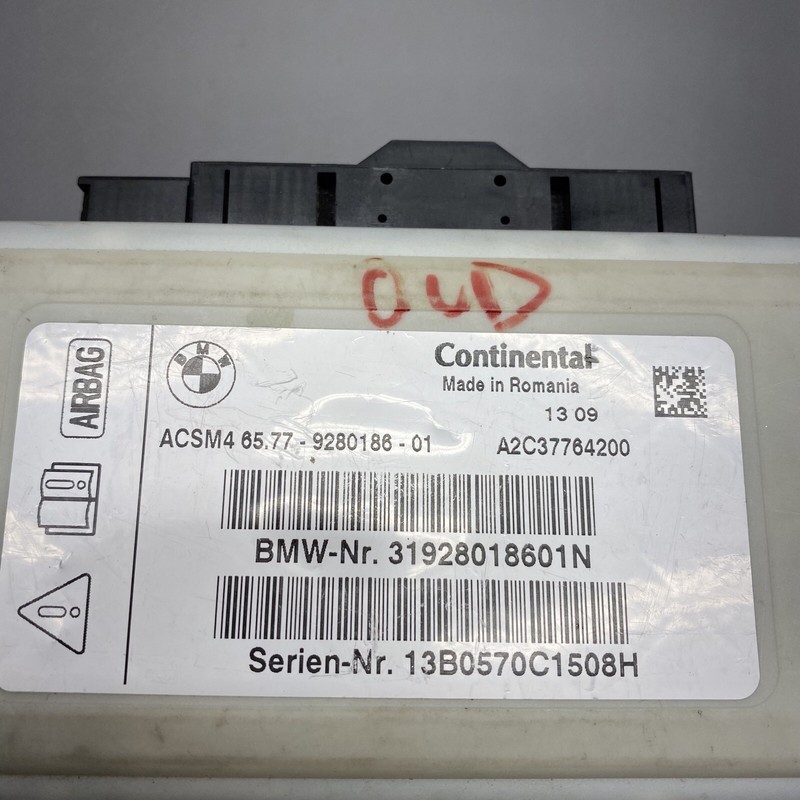 OUD
AIRBAG
BMW
Continental
Made in Romania
13 09
ACSM4 65.77 - 9280186 - 01 A2C37764200
BMW-Nr. 31928018601N
Serien-Nr. 13B0570C1508H